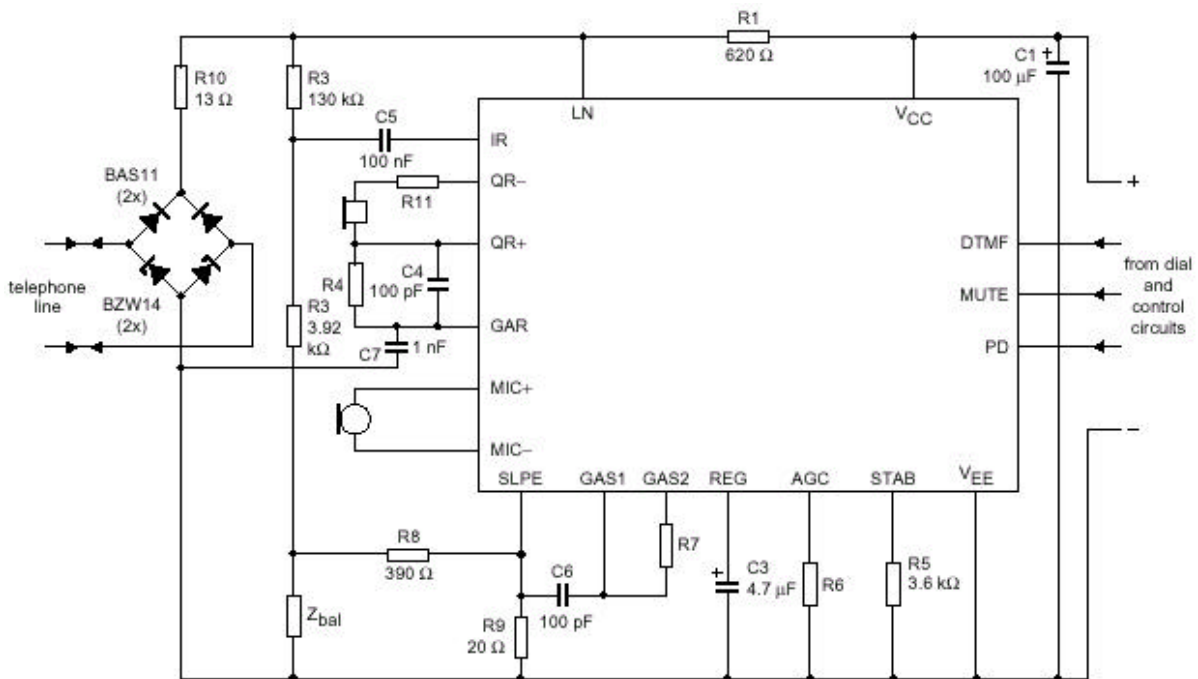 R1
620 Ω
R10
13 Ω
R3
130 kΩ
C1
+
100 µF
LN
VCC
C5
100 nF
IR
BAS11
(2x)
QR−
R11
+
QR+
DTMF
telephone
line
R4
C4
100 pF
from dial
and
control
circuits
BZW14
(2x)
R3
3.92
kΩ
MUTE
GAR
C7
1 nF
PD
MIC+
MIC−
−
SLPE
GAS1
GAS2
REG
AGC
STAB
VEE
R8
390 Ω
R7
C6
100 pF
C3
+
4.7 µF
R6
R5
3.6 kΩ
Zbal
R9
20 Ω